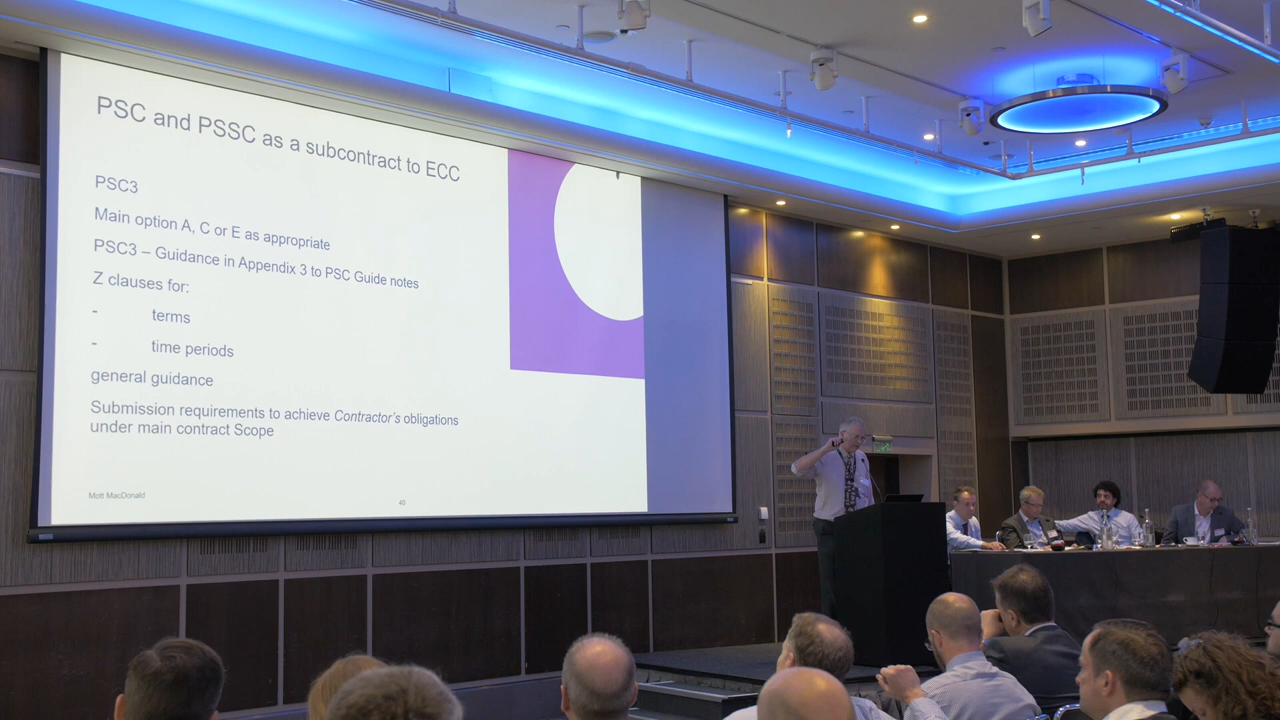 PSC and PSSC as a subcontract to ECC
PSC3
Main option A, C or E as appropriate
PSC3 – Guidance in Appendix 3 to PSC Guide notes
Z clauses for:
- terms
- time periods
general guidance
Submission requirements to achieve Contractor's obligations
under main contract Scope
Mott MacDonald
40